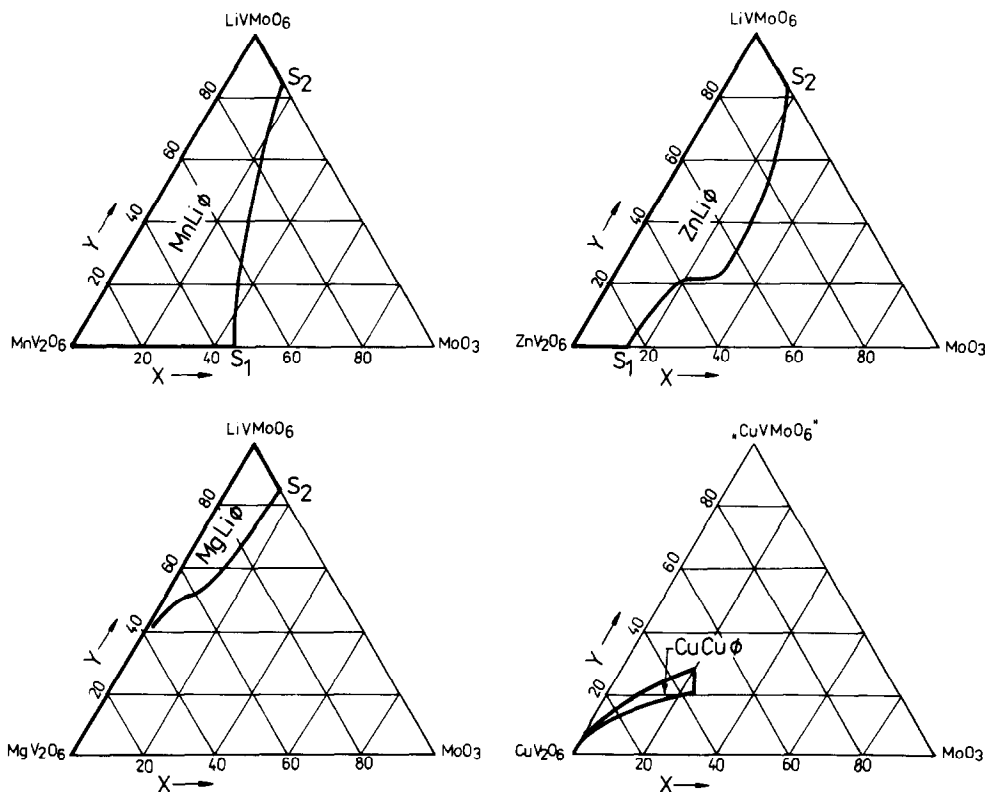 LiVMoO6
S2
80
60
40
20
Y →
MnLiϕ
MnV2O6
20
40
S1
60
80
MoO3
X →
LiVMoO6
S2
80
60
40
20
Y →
ZnLiϕ
ZnV2O6
S1
20
40
60
80
MoO3
X →
LiVMoO6
S2
80
60
40
20
Y →
MgLiϕ
MgV2O6
20
40
60
80
MoO3
X →
"CuVMoO6"
80
60
40
20
Y →
CuCuϕ
CuV2O6
20
40
60
80
MoO3
X →